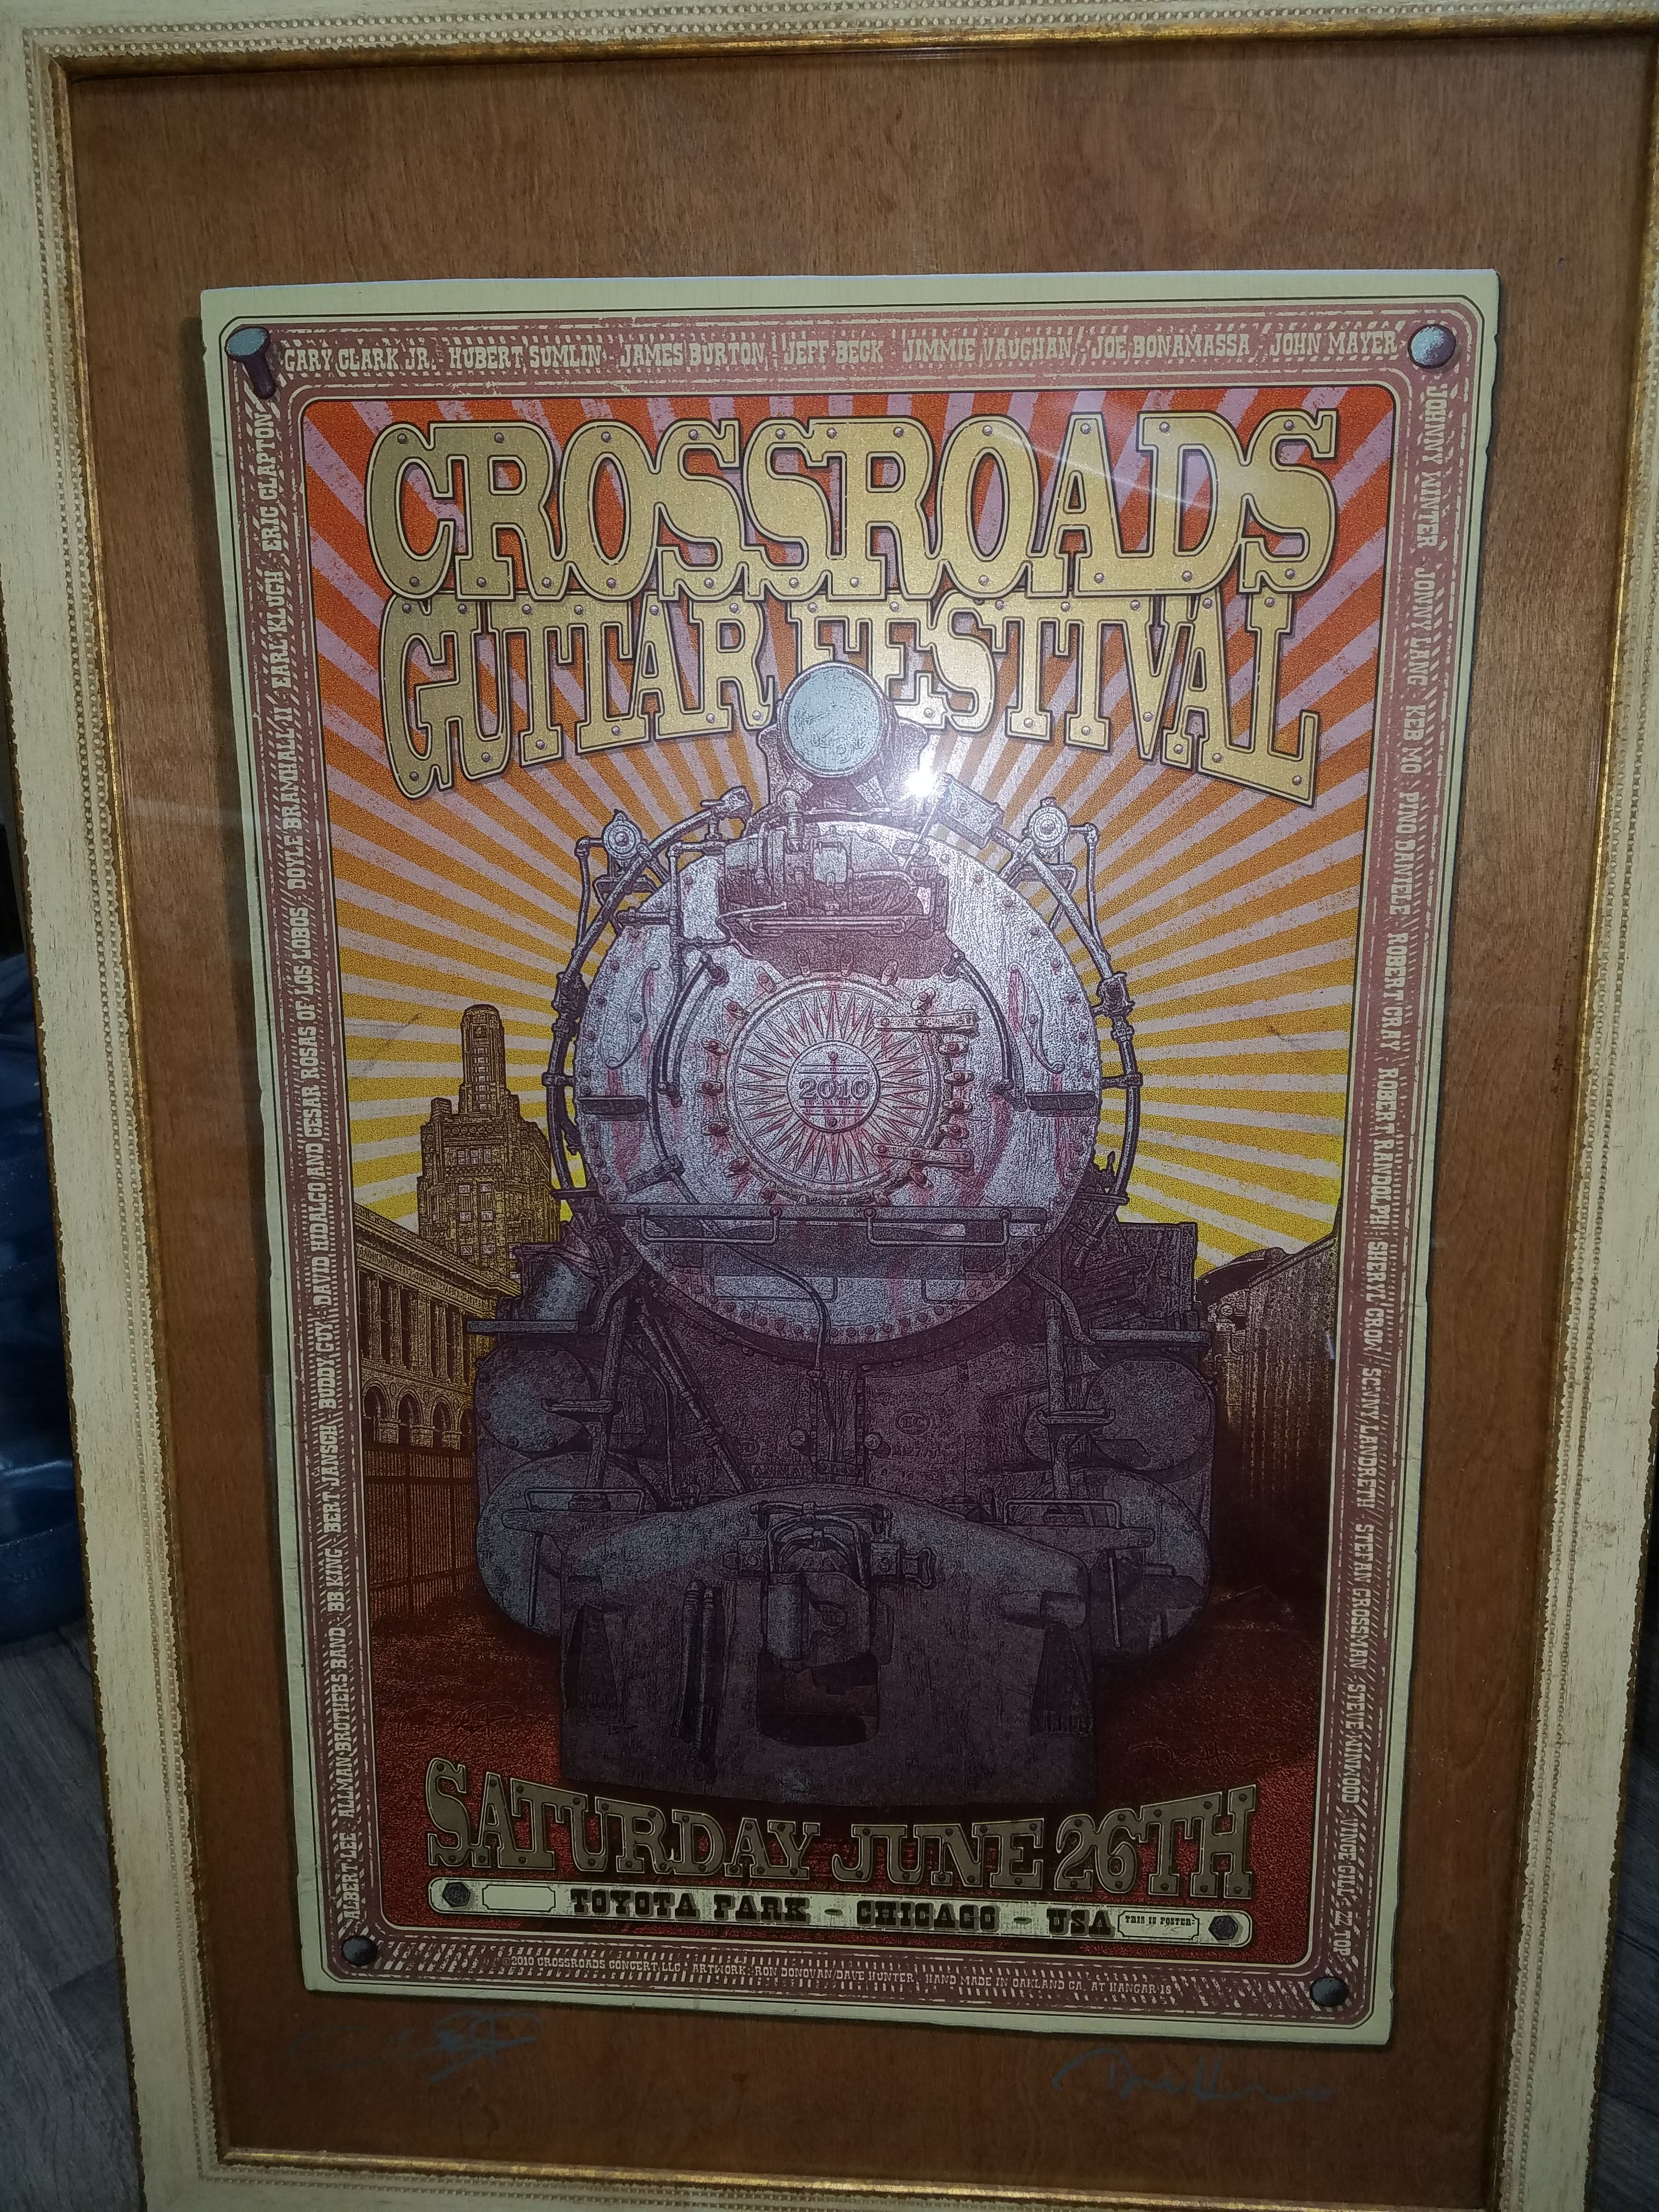 GARY CLARK JR. HUBERT SUMLIN JAMES BURTON JEFF BECK JIMMIE VAUGHAN JOE BONAMASSA JOHN MAYER
ALBERT LEE ALLMAN BROTHERS BAND BB KING BERT JANSCH BUDDY GUY DAVID HIDALGO AND CESAR ROSAS OF LOS LOBOS DOYLE BRAMHALL II EARL KLUGH ERIC CLAPTON
JOHNNY WINTER JONNY LANG KEB MO PINO DANIELE ROBERT CRAY ROBERT RANDOLPH SHERYL CROW SONNY LANDRETH STEFAN GROSSMAN STEVE WINWOOD VINCE GILL ZZ TOP
CROSSROADS
GUITAR FESTIVAL
2010
EC
SATURDAY JUNE 26TH
TOYOTA PARK - CHICAGO - USA
THIS IS POSTER:
©2010 CROSSROADS CONCERT, LLC ARTWORK: RON DONOVAN/DAVE HUNTER HAND MADE IN OAKLAND CA. AT HANGAR 18